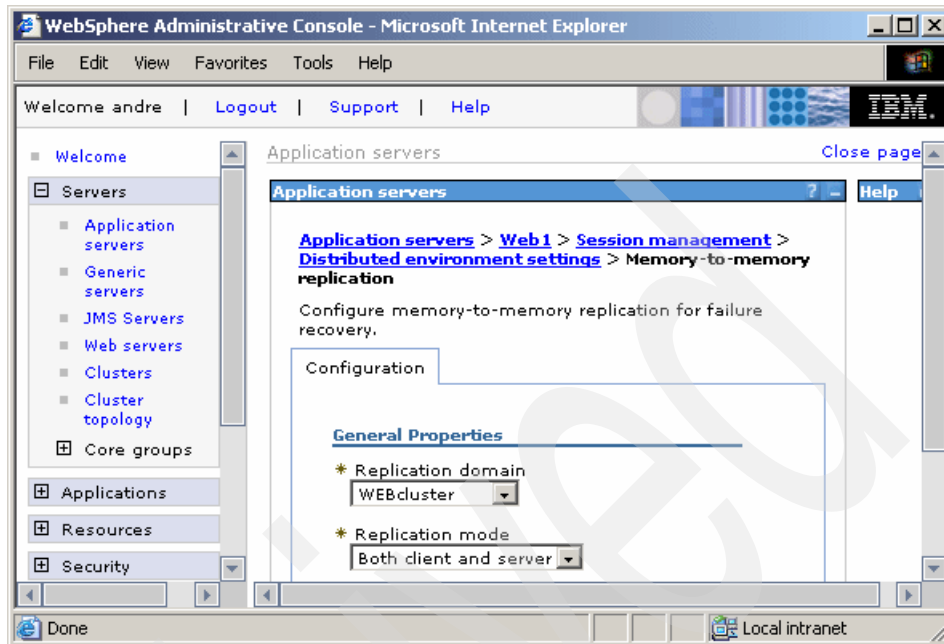 WebSphere Administrative Console - Microsoft Internet Explorer
File Edit View Favorites Tools Help
Welcome andre | Logout | Support | Help
IBM.
Welcome
Servers
Application
servers
Generic
servers
JMS Servers
Web servers
Clusters
Cluster
topology
Core groups
Applications
Resources
Security
Application servers
Close page
Application servers ? -
Help
Application servers > Web1 > Session management >
Distributed environment settings > Memory-to-memory
replication
Configure memory-to-memory replication for failure
recovery.
Configuration
General Properties
* Replication domain
WEBcluster
* Replication mode
Both client and server
Done
Local intranet